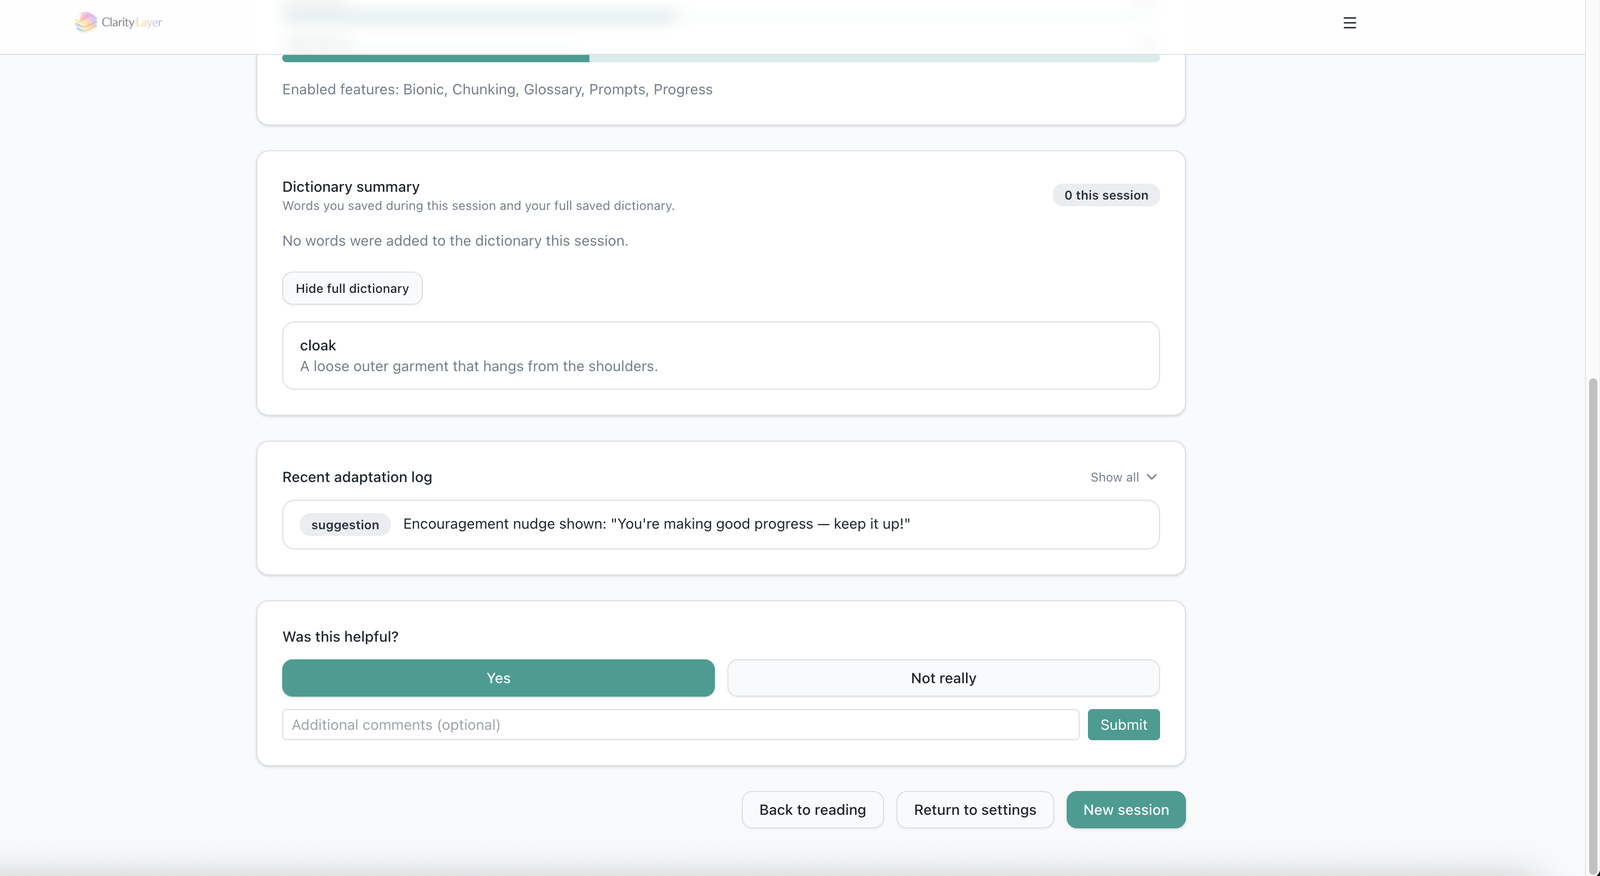 ClarityLayer
Enabled features: Bionic, Chunking, Glossary, Prompts, Progress
Dictionary summary
Words you saved during this session and your full saved dictionary.
0 this session
No words were added to the dictionary this session.
Hide full dictionary
cloak
A loose outer garment that hangs from the shoulders.
Recent adaptation log
Show all
suggestion
Encouragement nudge shown: "You're making good progress — keep it up!"
Was this helpful?
Yes
Not really
Additional comments (optional)
Submit
Back to reading
Return to settings
New session